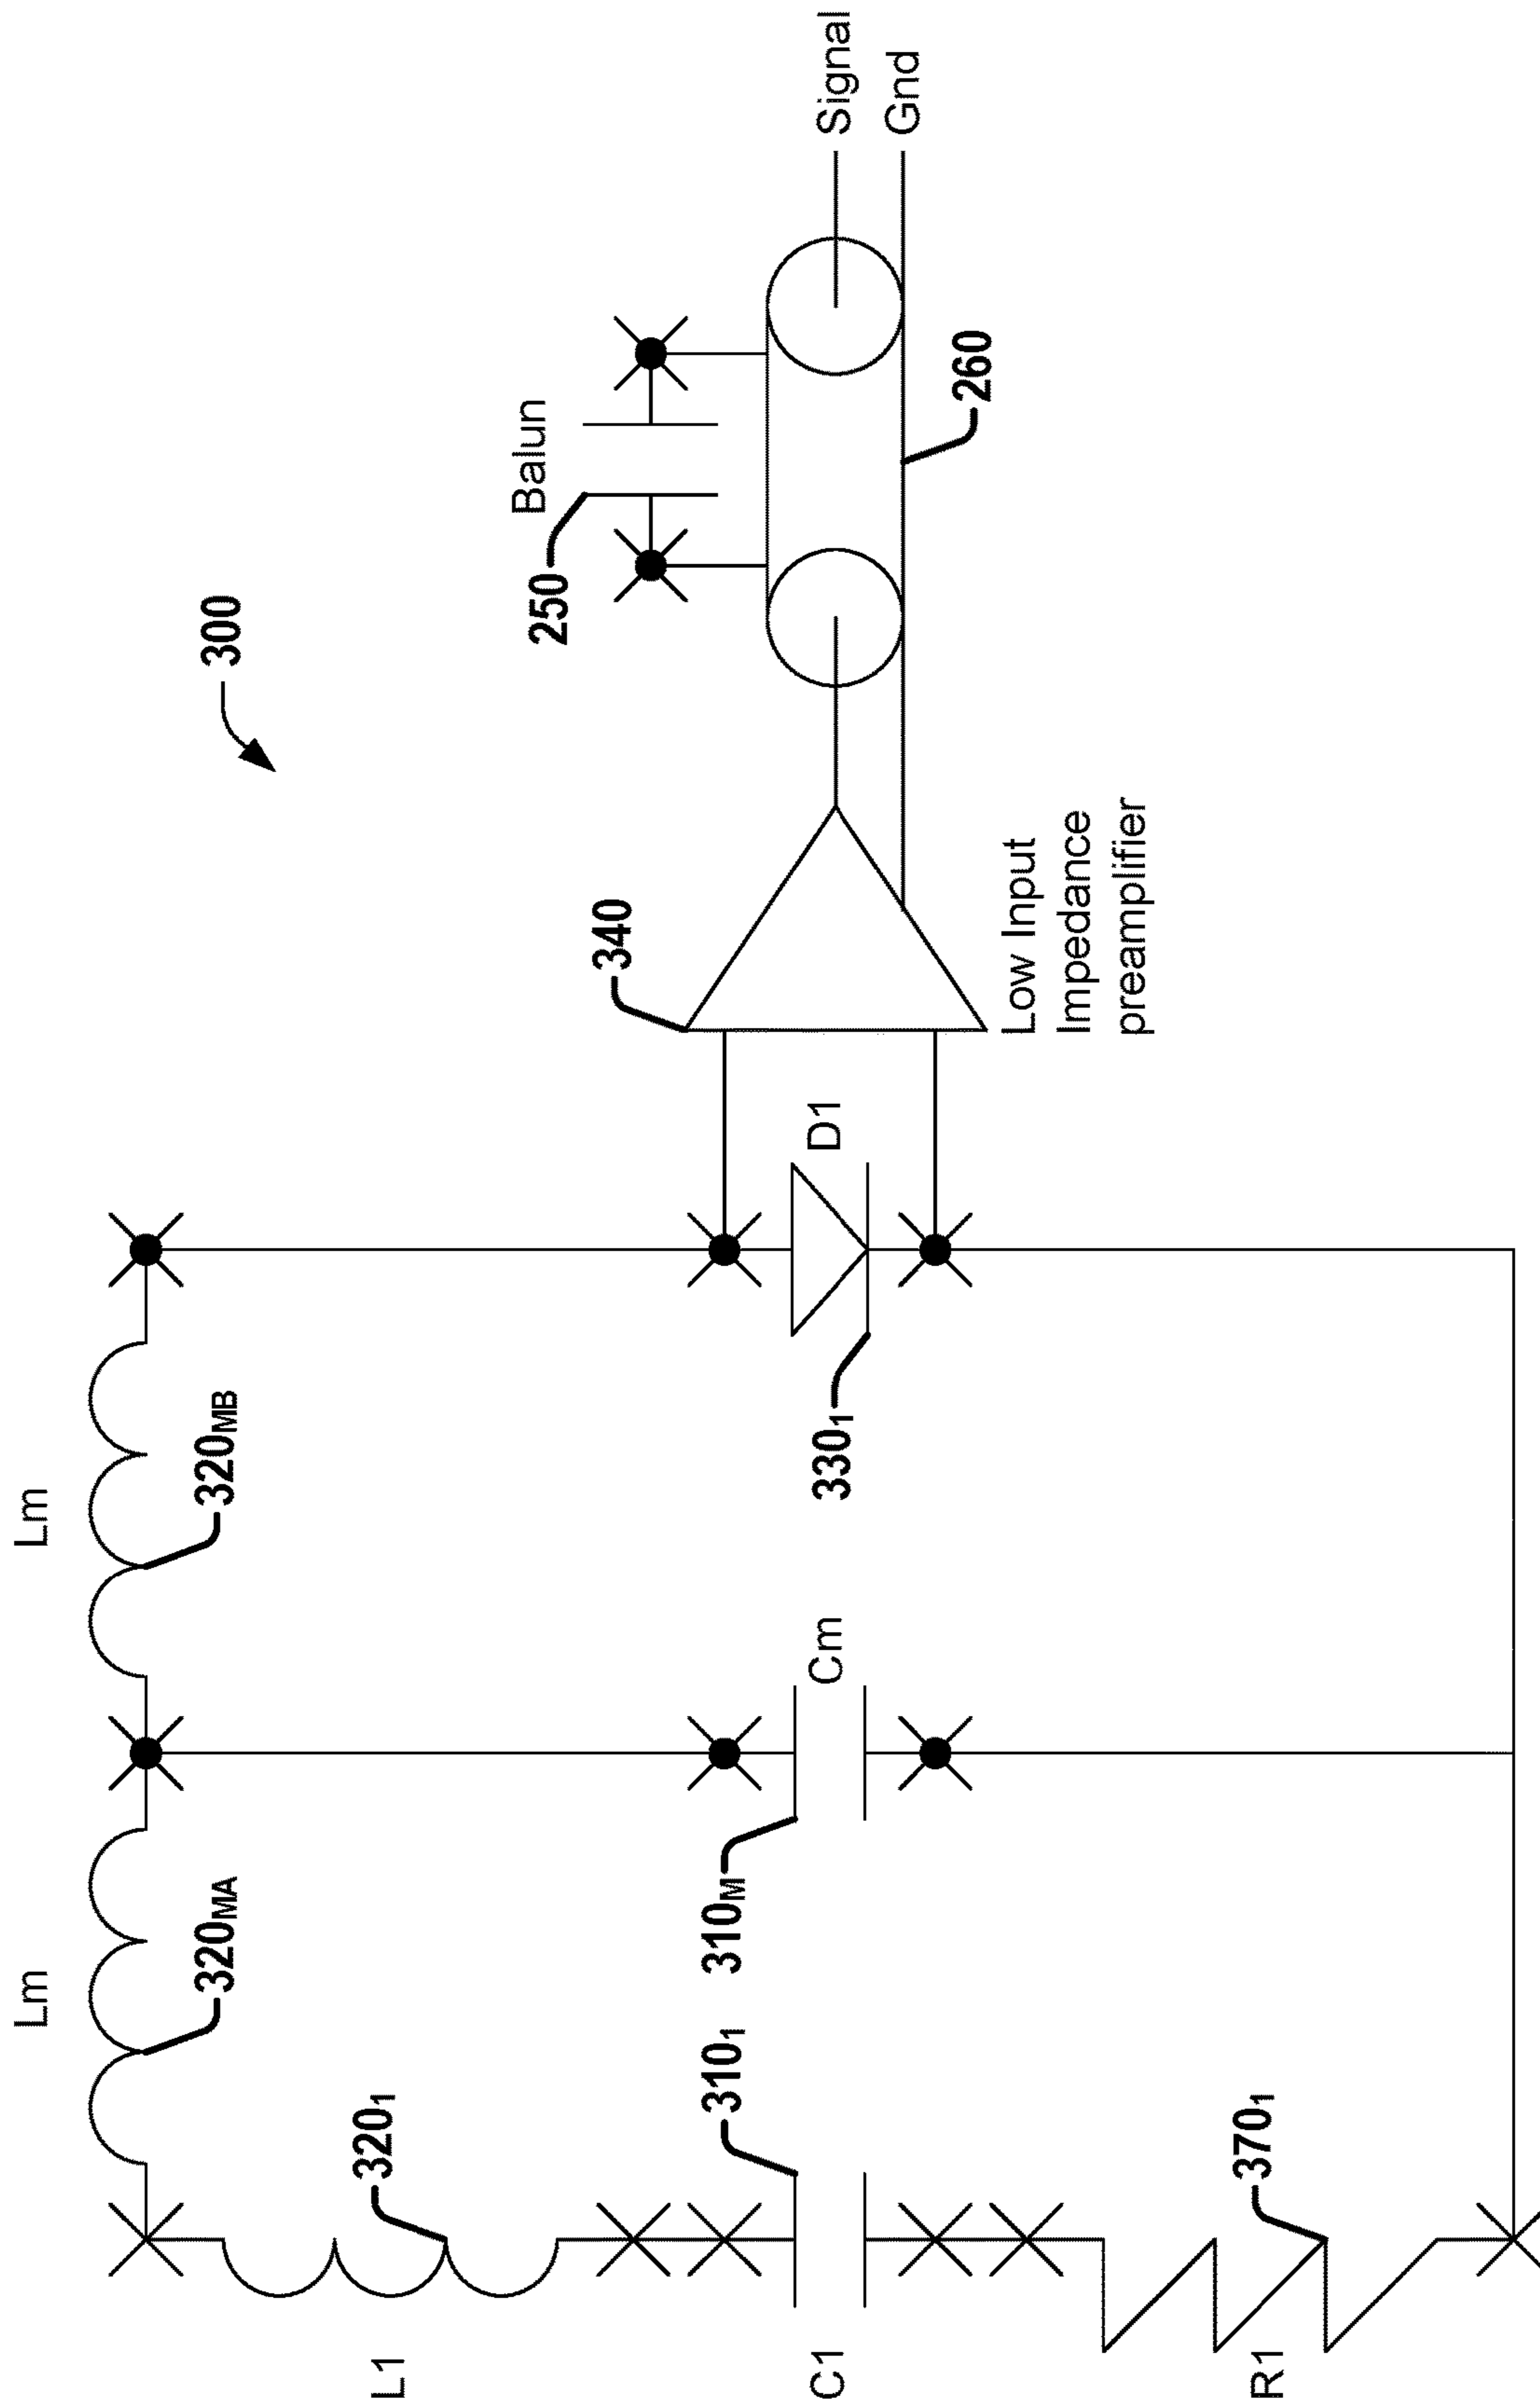 300
Lm
Lm
320MA
320MB
L1
3201
C1
3101
310M
Cm
3301
D1
340
Low Input
Impedance
preamplifier
250
Balun
260
Signal
Gnd
R1
3701